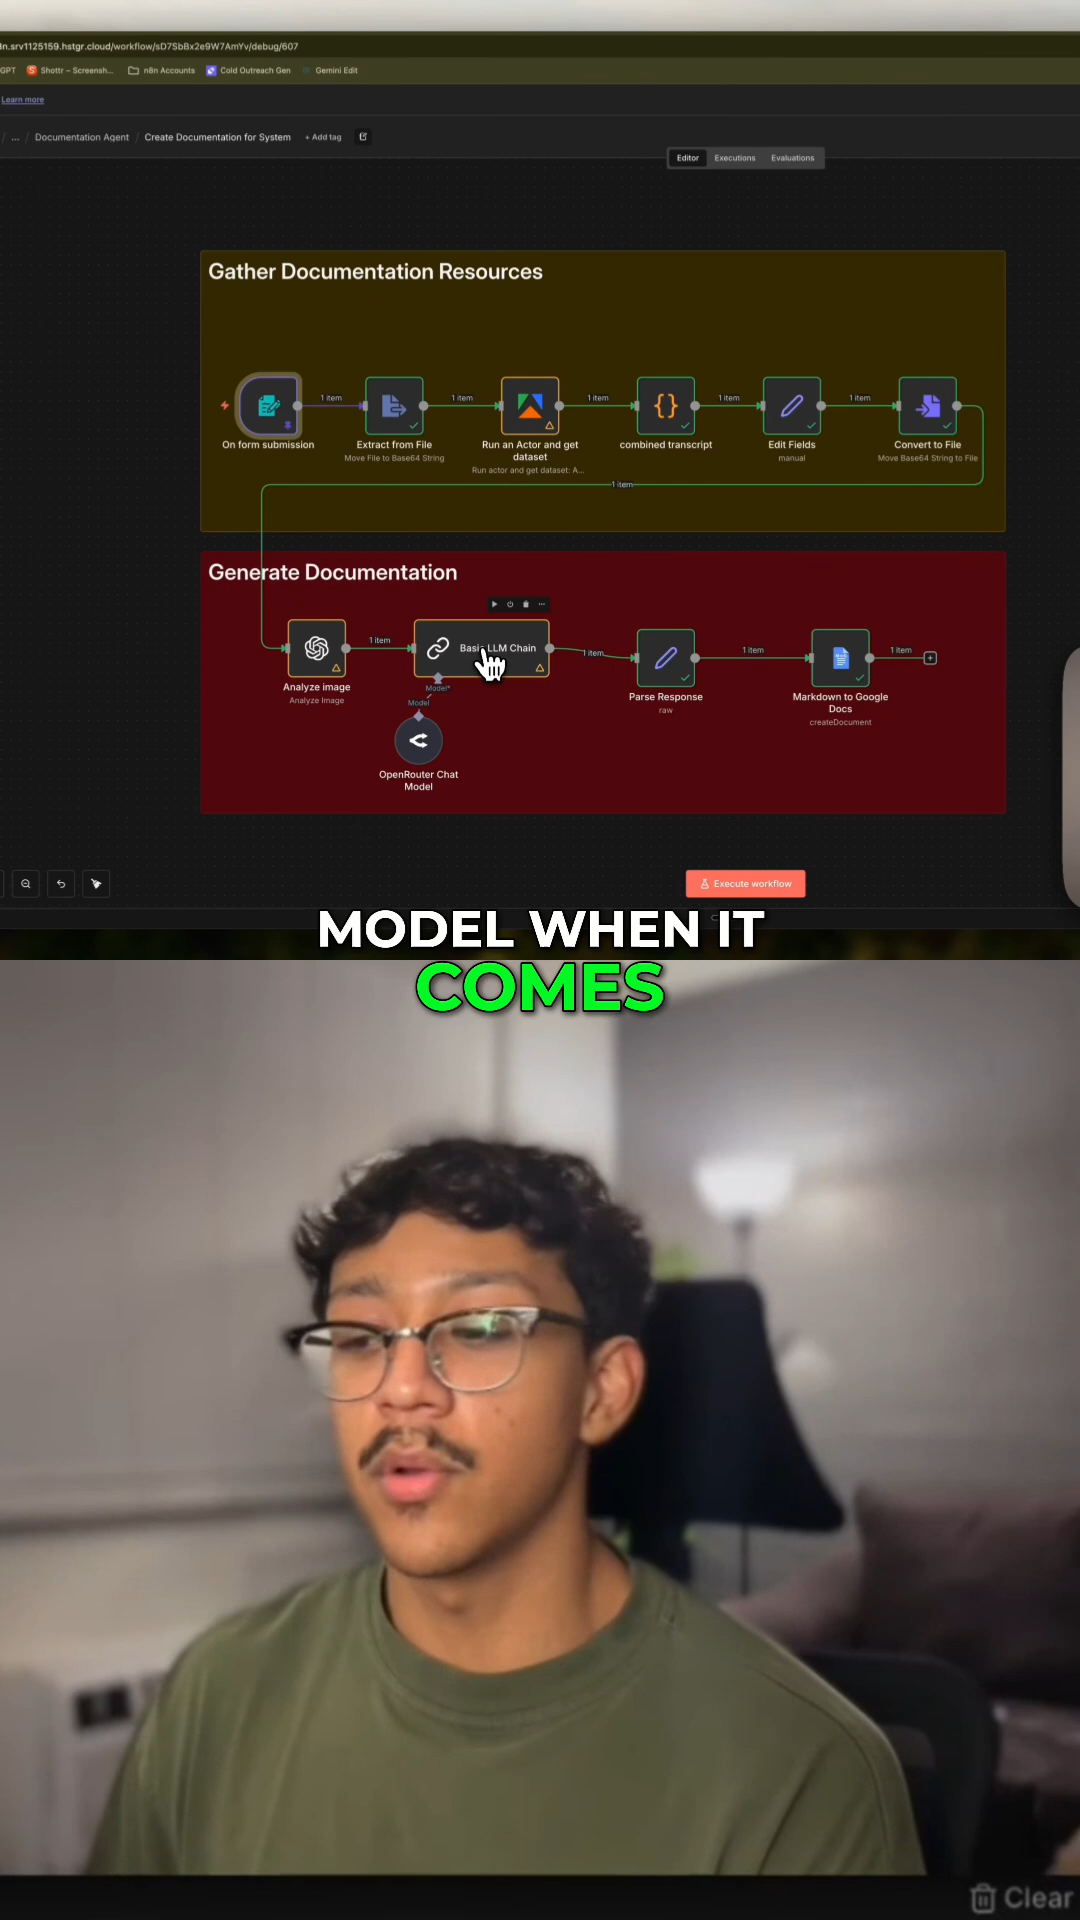 n.srv1125159.hstgr.cloud/workflow/sD7SbBx2e9W7AmYv/debug/607
GPT Shottr – Screensh... n8n Accounts Cold Outreach Gen Gemini Edit
Learn more
/ ... / Documentation Agent / Create Documentation for System + Add tag
Editor Executions Evaluations
Gather Documentation Resources
1 item 1 item 1 item 1 item 1 item
On form submission
Extract from File
Move File to Base64 String
Run an Actor and get dataset
Run actor and get dataset: A...
combined transcript
Edit Fields
manual
Convert to File
Move Base64 String to File
1 item
Generate Documentation
1 item 1 item 1 item 1 item
Analyze image
Analyze Image
Basic LLM Chain
Model*
Model
OpenRouter Chat Model
Parse Response
raw
Markdown to Google Docs
createDocument
Execute workflow
MODEL WHEN IT
COMES
Clear